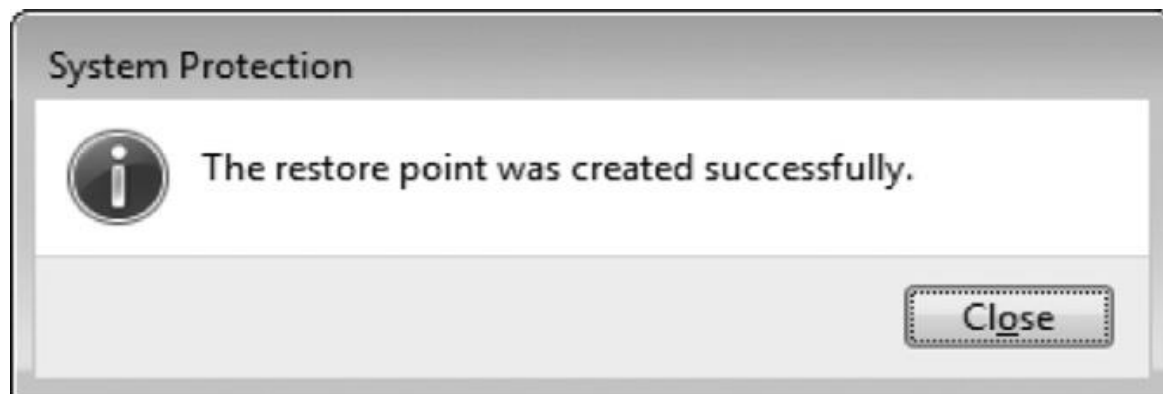 System Protection
The restore point was created successfully.
Close